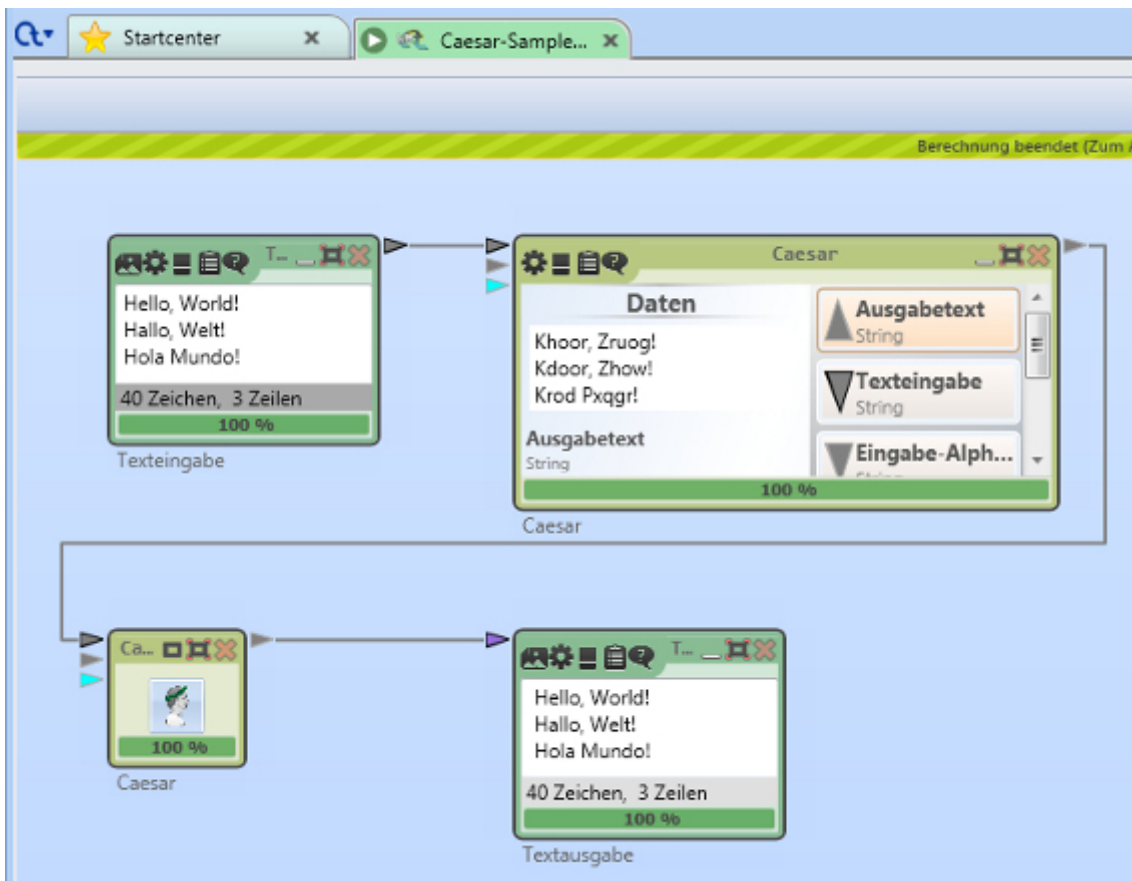 Startcenter
Caesar-Sample...
Berechnung beendet (Zum
T...
Hello, World!
Hallo, Welt!
Hola Mundo!
40 Zeichen, 3 Zeilen
100 %
Texteingabe
Caesar
Daten
Khoor, Zruog!
Kdoor, Zhow!
Krod Pxqgr!
Ausgabetext
String
Ausgabetext
String
Texteingabe
String
Eingabe-Alph...
100 %
Caesar
Ca...
100 %
Caesar
T...
Hello, World!
Hallo, Welt!
Hola Mundo!
40 Zeichen, 3 Zeilen
100 %
Textausgabe